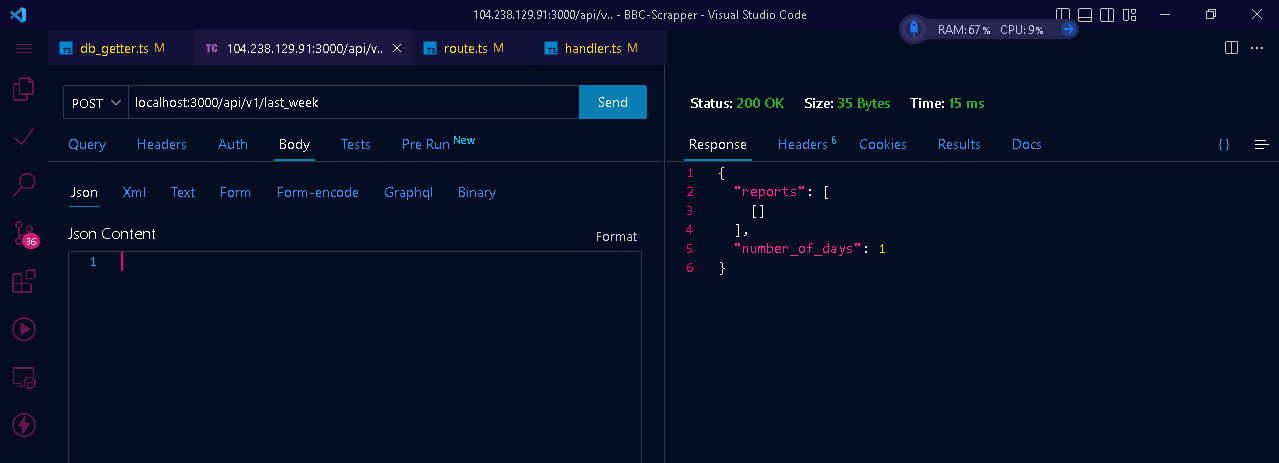 104.238.129.91:3000/api/v.. - BBC-Scrapper - Visual Studio Code
RAM: 67% CPU: 9%
TS db_getter.ts M
TC 104.238.129.91:3000/api/v..
TS route.ts M
TS handler.ts M
POST localhost:3000/api/v1/last_week Send
Query Headers Auth Body Tests Pre Run New
Json Xml Text Form Form-encode Graphql Binary
Json Content Format
1
36
Status: 200 OK Size: 35 Bytes Time: 15 ms
Response Headers 6 Cookies Results Docs {}
1 {
2 "reports": [
3 []
4 ],
5 "number_of_days": 1
6 }